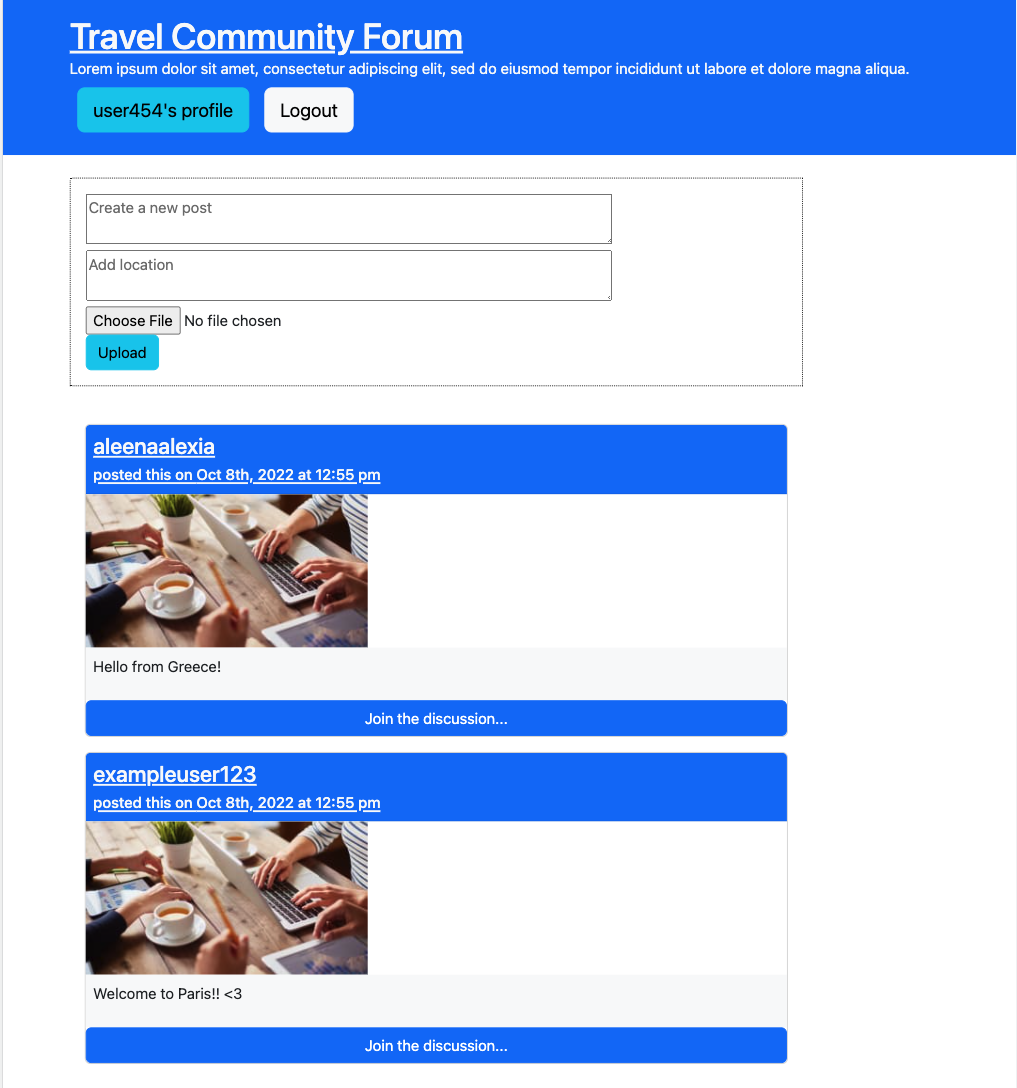 Travel Community Forum
Lorem ipsum dolor sit amet, consectetur adipiscing elit, sed do eiusmod tempor incididunt ut labore et dolore magna aliqua.
user454's profile Logout
Create a new post
Add location
Choose File No file chosen
Upload
aleenaalexia
posted this on Oct 8th, 2022 at 12:55 pm
Hello from Greece!
Join the discussion...
exampleuser123
posted this on Oct 8th, 2022 at 12:55 pm
Welcome to Paris!! <3
Join the discussion...